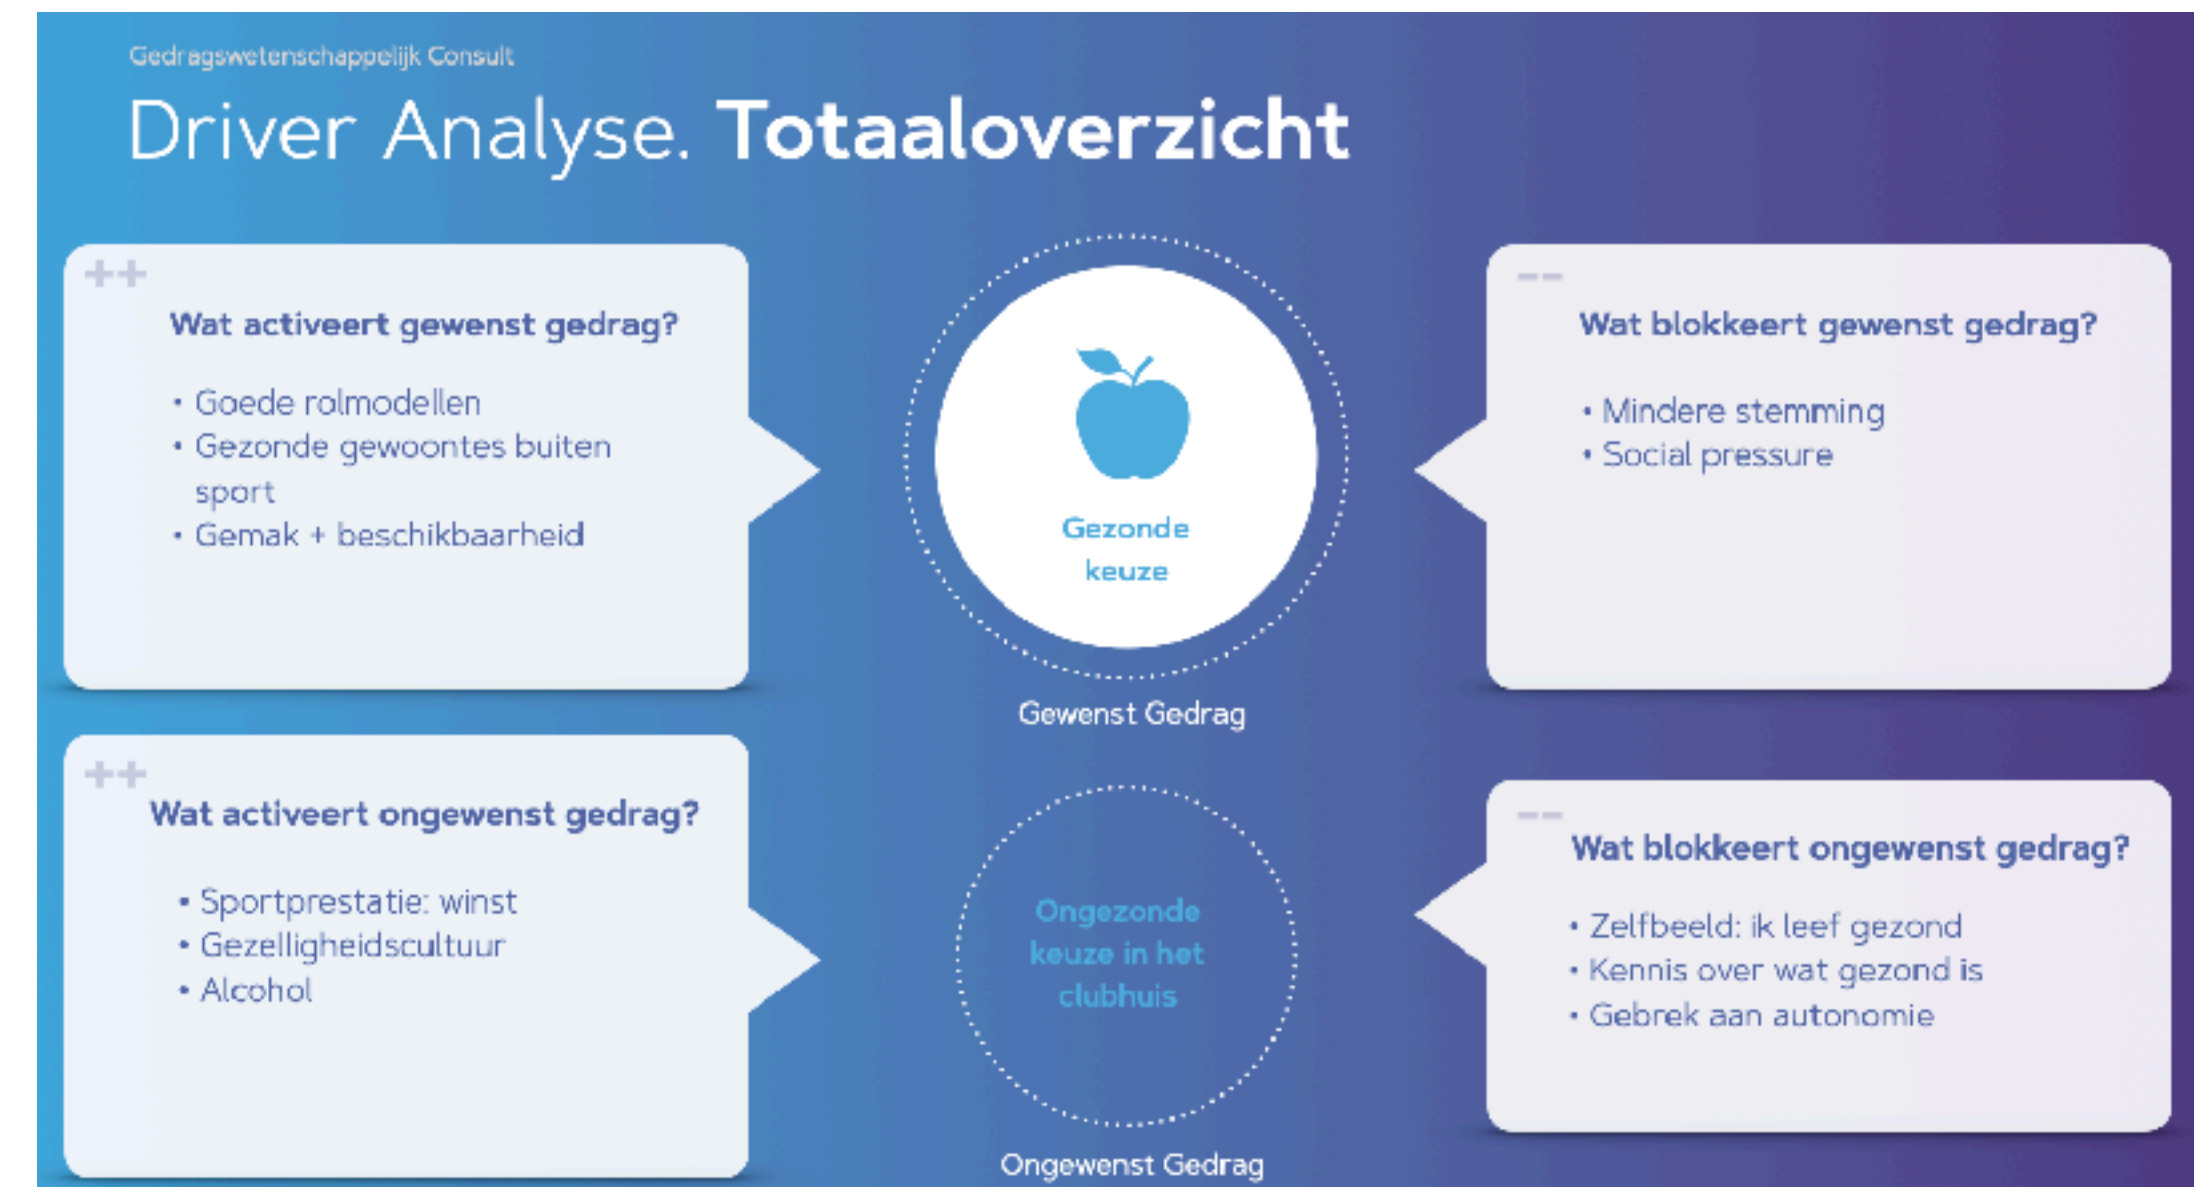 Gedragswetenschappelijk Consult
Driver Analyse. Totaaloverzicht
++
Wat activeert gewenst gedrag?
• Goede rolmodellen
• Gezonde gewoontes buiten
sport
• Gemak + beschikbaarheid
Gezonde
keuze
Gewenst Gedrag
--
Wat blokkeert gewenst gedrag?
• Mindere stemming
• Social pressure
++
Wat activeert ongewenst gedrag?
• Sportprestatie: winst
• Gezelligheidscultuur
• Alcohol
Ongezonde
keuze in het
clubhuis
Ongewenst Gedrag
--
Wat blokkeert ongewenst gedrag?
• Zelfbeeld: ik leef gezond
• Kennis over wat gezond is
• Gebrek aan autonomie